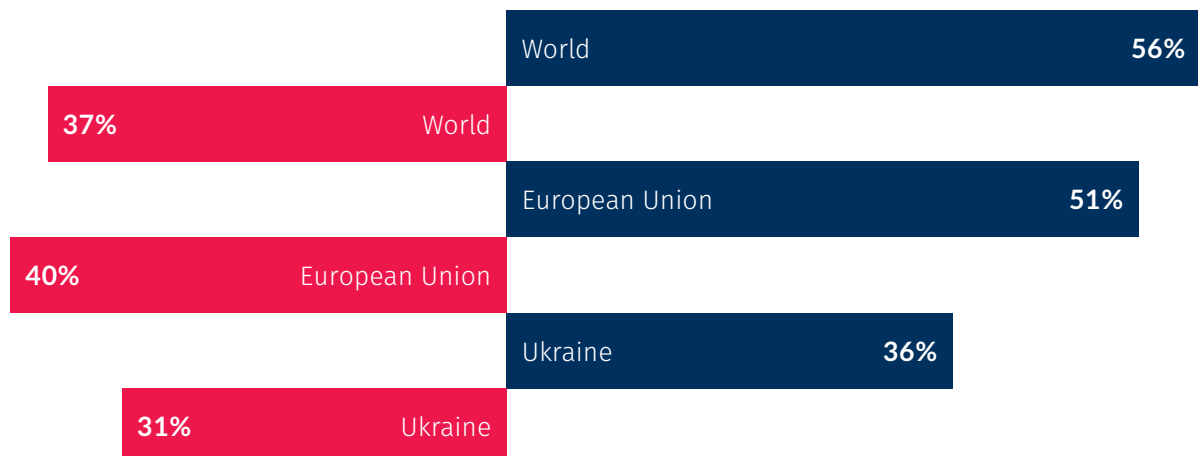 World 56%
37% World
European Union 51%
40% European Union
Ukraine 36%
31% Ukraine